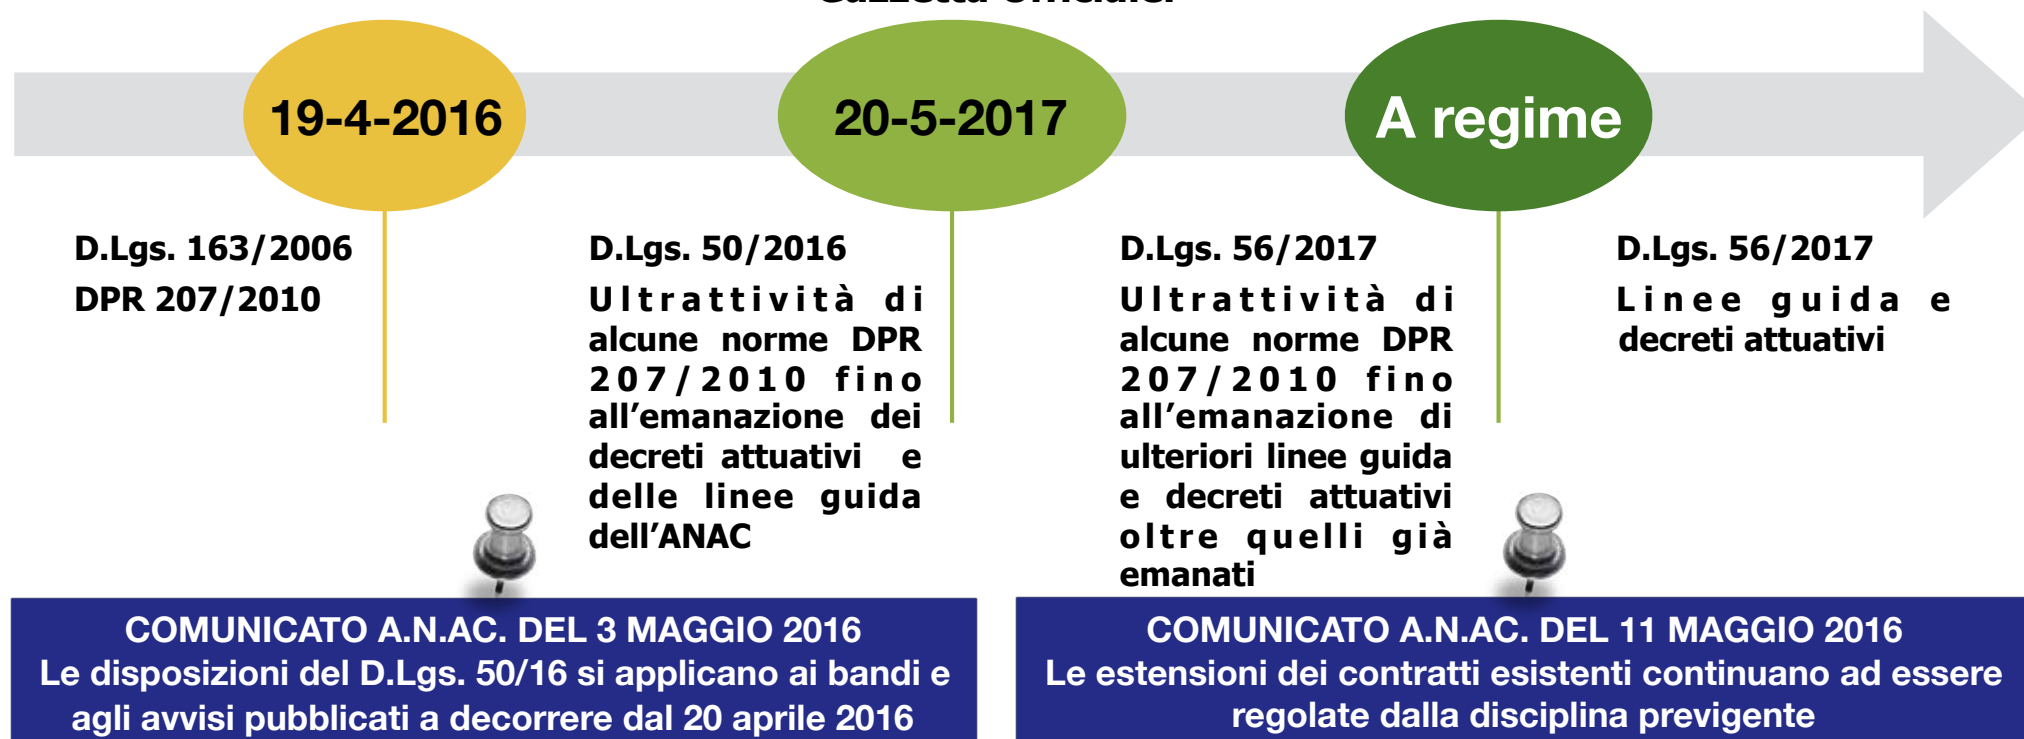 Gazzetta Ufficiale.
19-4-2016
20-5-2017
A regime
D.Lgs. 163/2006
DPR 207/2010
D.Lgs. 50/2016
Ultrattività di
alcune norme DPR
207/2010 fino
all’emanazione dei
decreti attuativi e
delle linee guida
dell’ANAC
D.Lgs. 56/2017
Ultrattività di
alcune norme DPR
207/2010 fino
all’emanazione di
ulteriori linee guida
e decreti attuativi
oltre quelli già
emanati
D.Lgs. 56/2017
Linee guida e
decreti attuativi
COMUNICATO A.N.AC. DEL 3 MAGGIO 2016
Le disposizioni del D.Lgs. 50/16 si applicano ai bandi e
agli avvisi pubblicati a decorrere dal 20 aprile 2016
COMUNICATO A.N.AC. DEL 11 MAGGIO 2016
Le estensioni dei contratti esistenti continuano ad essere
regolate dalla disciplina previgente